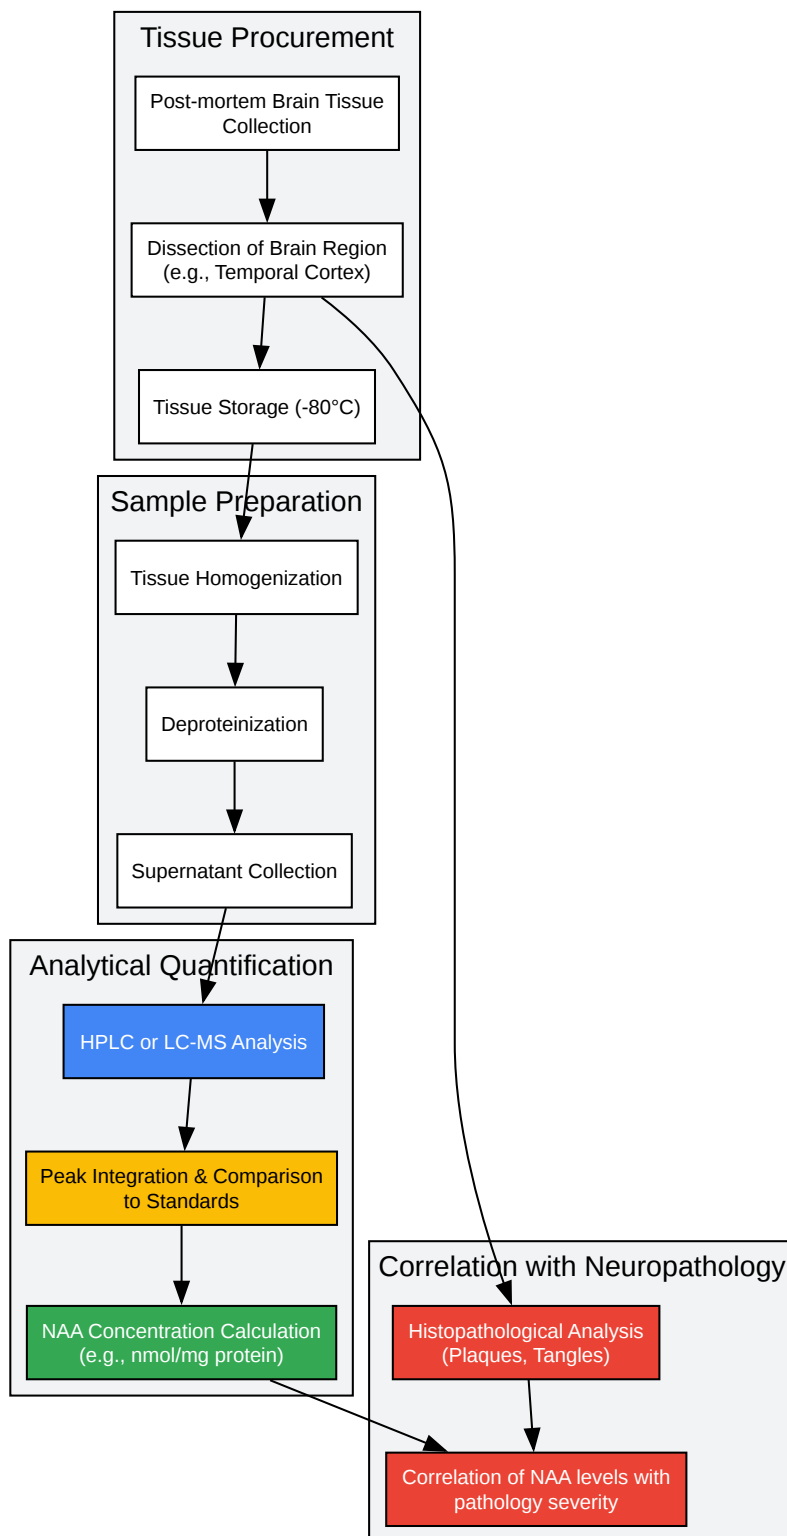 Tissue Procurement
Post-mortem Brain Tissue
Collection
Dissection of Brain Region
(e.g., Temporal Cortex)
Tissue Storage (-80°C)
Sample Preparation
Tissue Homogenization
Deproteinization
Supernatant Collection
Analytical Quantification
HPLC or LC-MS Analysis
Peak Integration & Comparison
to Standards
NAA Concentration Calculation
(e.g., nmol/mg protein)
Correlation with Neuropathology
Histopathological Analysis
(Plaques, Tangles)
Correlation of NAA levels with
pathology severity